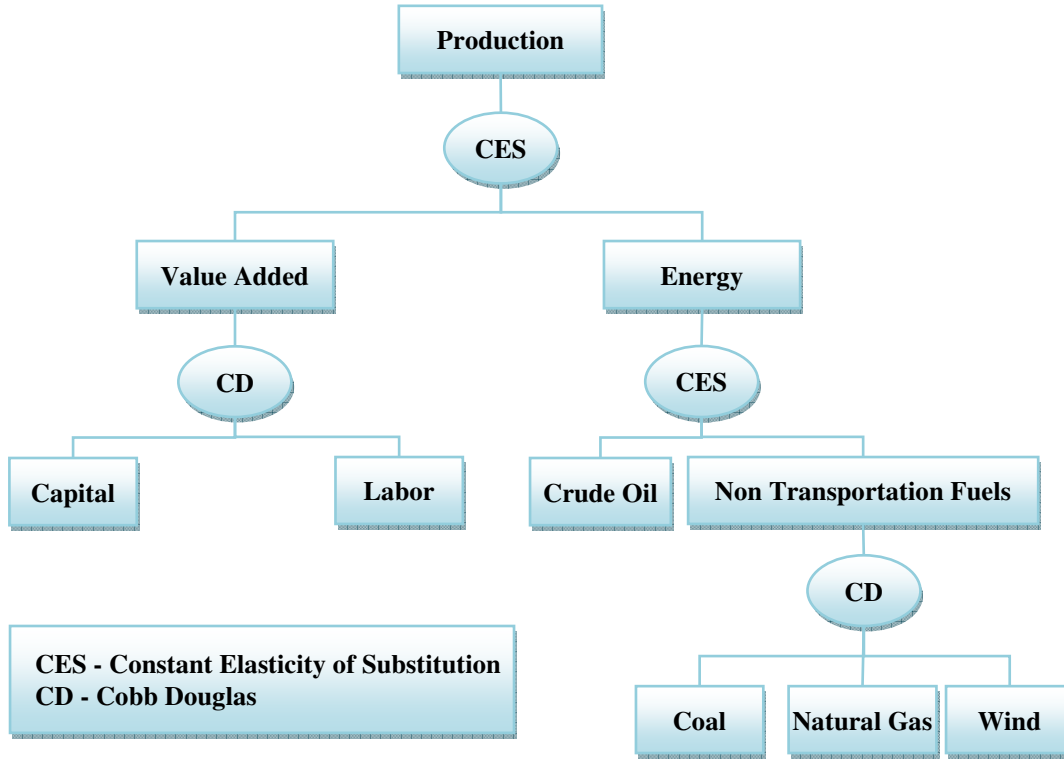 Production
CES
Value Added
Energy
CD
CES
Capital
Labor
Crude Oil
Non Transportation Fuels
CD
CES - Constant Elasticity of Substitution
CD - Cobb Douglas
Coal
Natural Gas
Wind